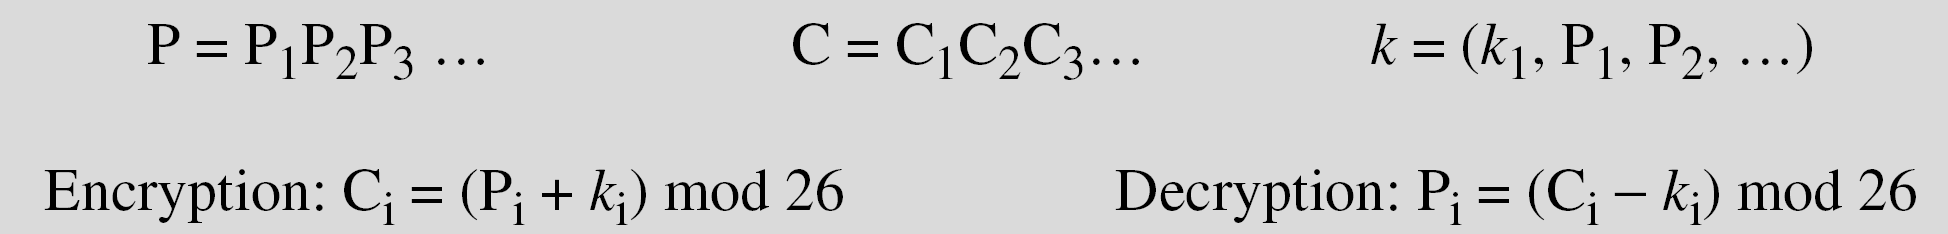 P = P₁P₂P₃ … C = C₁C₂C₃… k = (k₁, P₁, P₂, …)
Encryption: Cᵢ = (Pᵢ + kᵢ) mod 26 Decryption: Pᵢ = (Cᵢ − kᵢ) mod 26